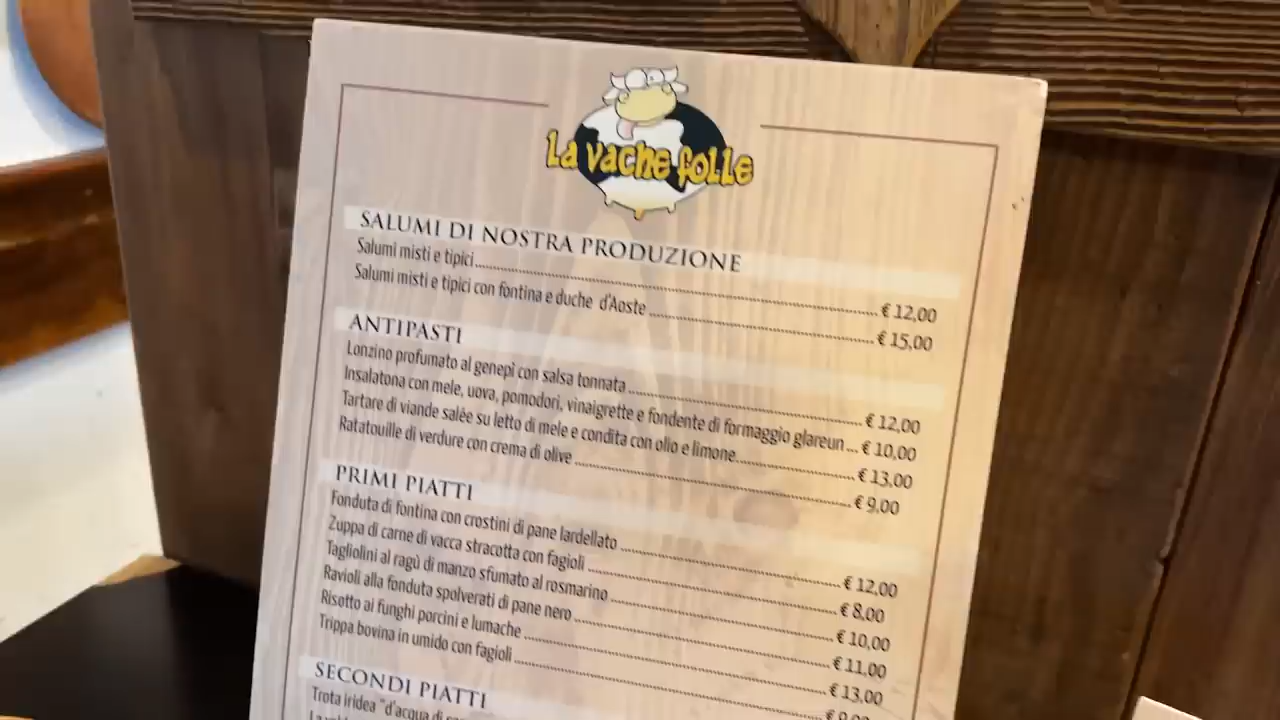 La vache folle
SALUMI DI NOSTRA PRODUZIONE
Salumi misti e tipici € 12,00
Salumi misti e tipici con fontina e duche d'Aoste € 15,00
ANTIPASTI
Lonzino profumato al genepì con salsa tonnata € 12,00
Insalatona con mele, uova, pomodori, vinaigrette e fondente di formaggio glareun ... € 10,00
Tartare di viande salée su letto di mele e condita con olio e limone € 13,00
Ratatouille di verdure con crema di olive € 9,00
PRIMI PIATTI
Fonduta di fontina con crostini di pane lardellato € 12,00
Zuppa di carne di vacca stracotta con fagioli € 8,00
Tagliolini al ragù di manzo sfumato al rosmarino € 10,00
Ravioli alla fonduta spolverati di pane nero € 11,00
Risotto ai funghi porcini e lumache € 13,00
Trippa bovina in umido con fagioli €
SECONDI PIATTI
Trota iridea "d'acqua di